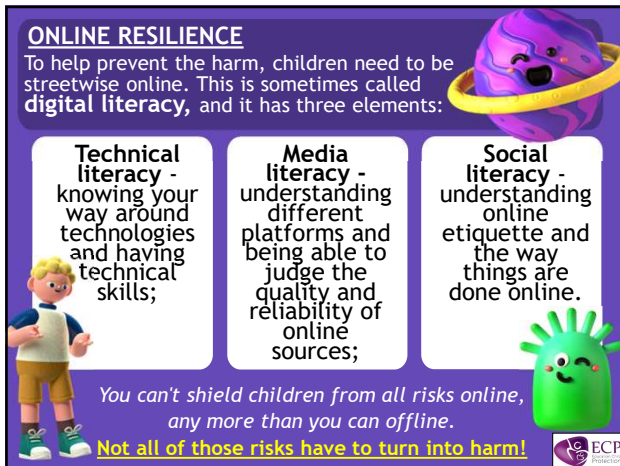 ONLINE RESILIENCE
To help prevent the harm, children need to be
streetwise online. This is sometimes called
digital literacy, and it has three elements:
Technical
literacy -
knowing your
way around
technologies
and having
technical
skills;
Media
literacy -
understanding
different
platforms and
being able to
judge the
quality and
reliability of
online
sources;
Social
literacy -
understanding
online
etiquette and
the way
things are
done online.
You can't shield children from all risks online,
any more than you can offline.
Not all of those risks have to turn into harm!
ECP